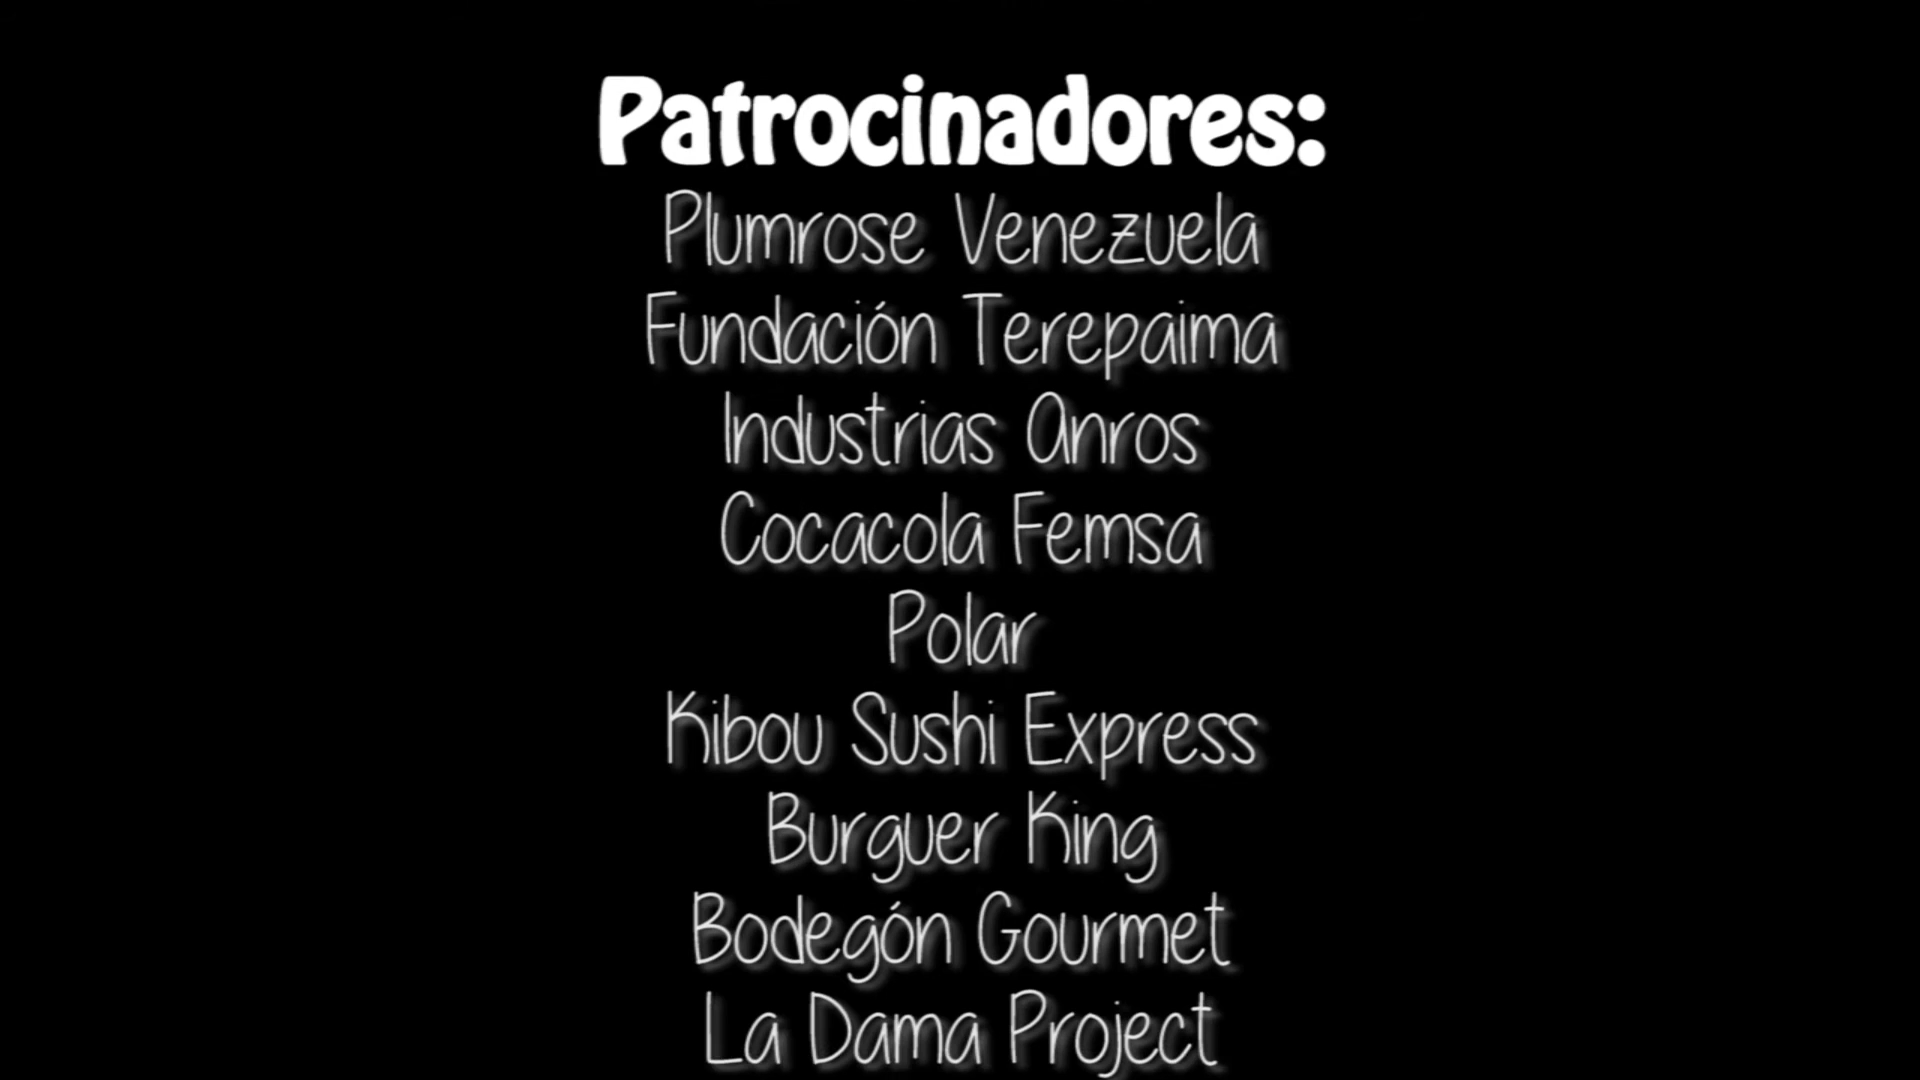 Patrocinadores:
Plumrose Venezuela
Fundación Terepaima
Industrias Anros
Cocacola Femsa
Polar
Kibou Sushi Express
Burguer King
Bodegón Gourmet
La Dama Project